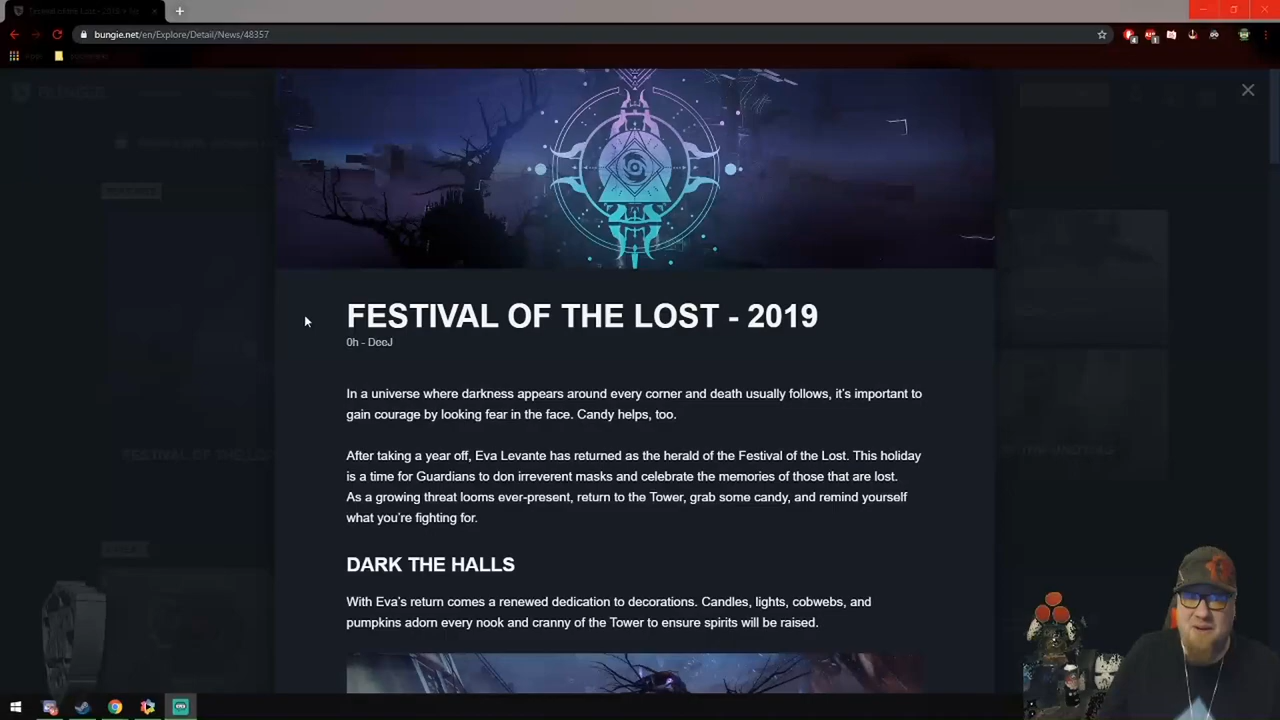 bungie.net/en/Explore/Detail/News/48357
FESTIVAL OF THE LOST - 2019
0h - DeeJ
In a universe where darkness appears around every corner and death usually follows, it's important to
gain courage by looking fear in the face. Candy helps, too.
After taking a year off, Eva Levante has returned as the herald of the Festival of the Lost. This holiday
is a time for Guardians to don irreverent masks and celebrate the memories of those that are lost.
As a growing threat looms ever-present, return to the Tower, grab some candy, and remind yourself
what you're fighting for.
DARK THE HALLS
With Eva's return comes a renewed dedication to decorations. Candles, lights, cobwebs, and
pumpkins adorn every nook and cranny of the Tower to ensure spirits will be raised.